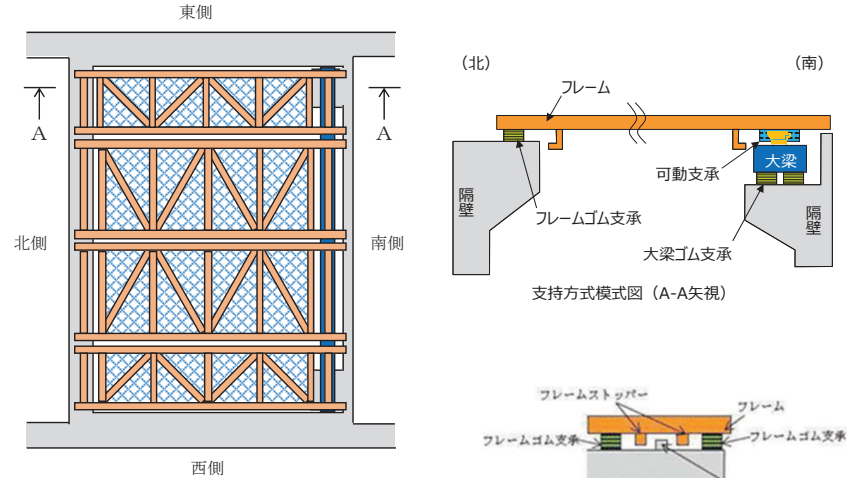 東側
A
A
北側
南側
西側
（北）
（南）
フレーム
可動支承
大梁
隔壁
フレームゴム支承
隔壁
大梁ゴム支承
支持方式模式図（A-A矢視）
フレームストッパー
フレーム
フレームゴム支承
フレームゴム支承